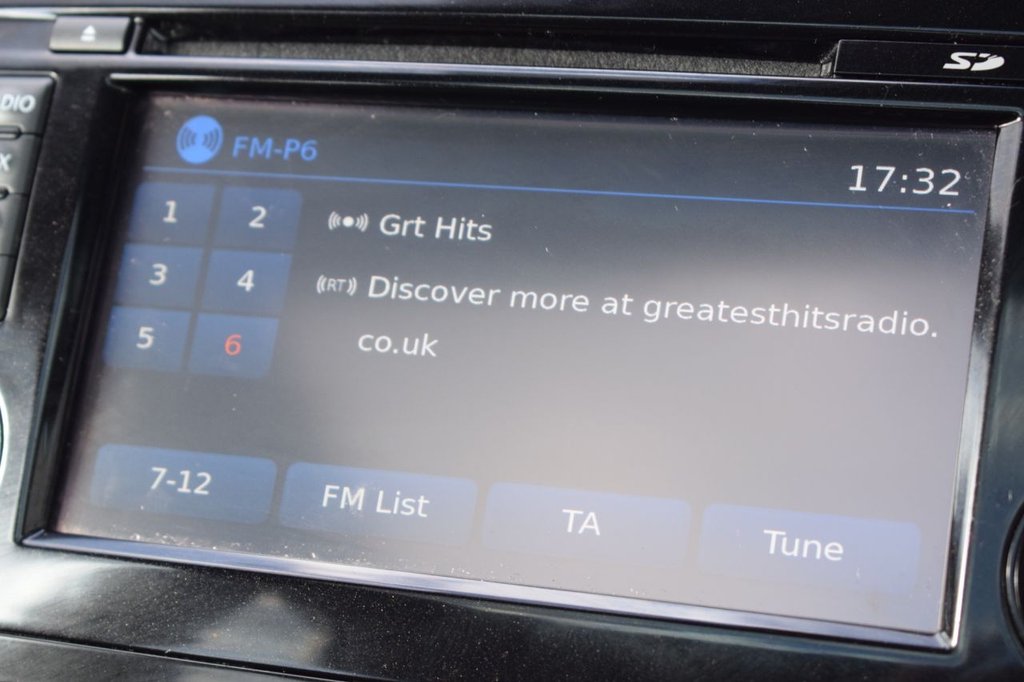 SD
DIO
X
FM-P6
17:32
1 2
Grt Hits
3 4
((RT)) Discover more at greatesthitsradio.
co.uk
5 6
7-12 FM List TA Tune